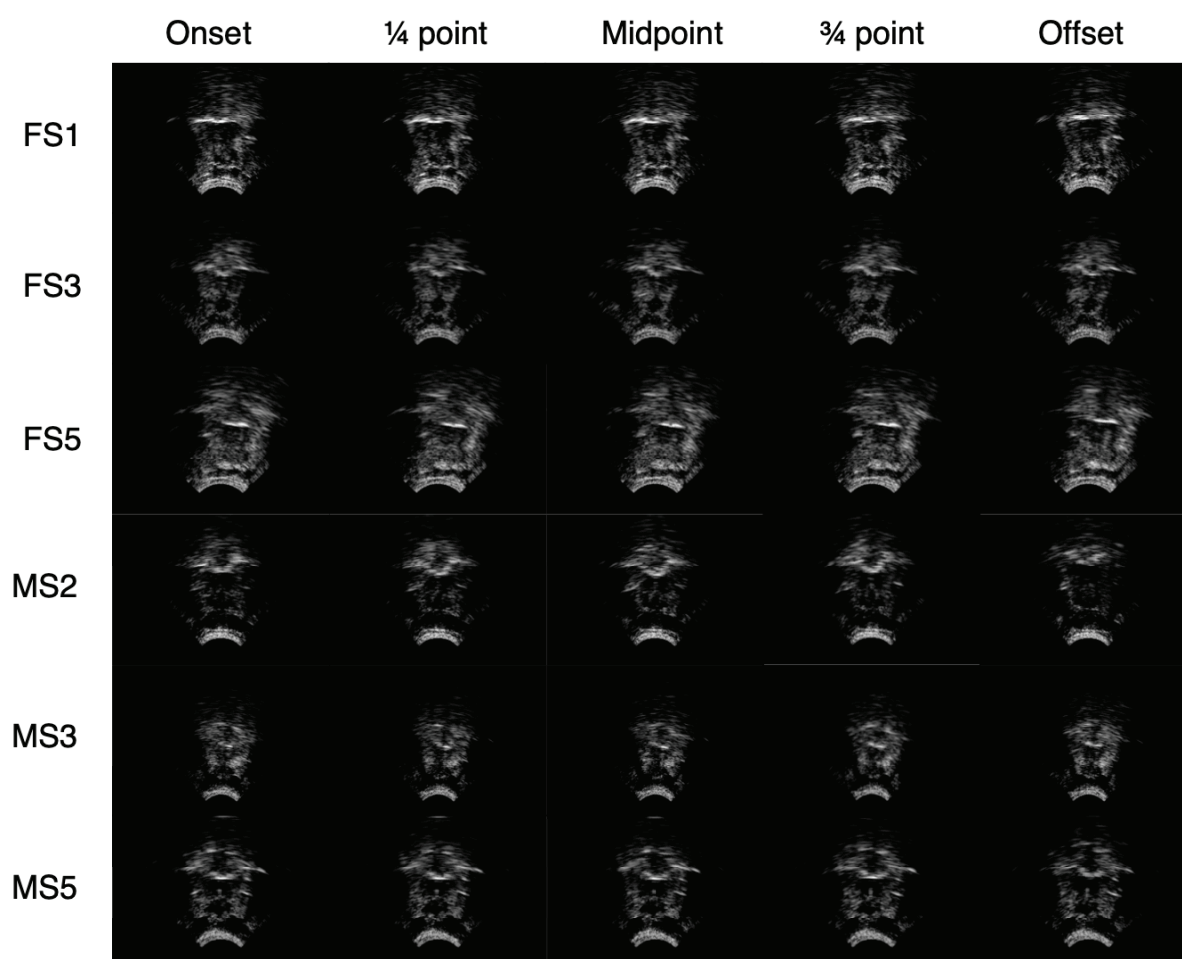 Onset ¼ point Midpoint ¾ point Offset
FS1
FS3
FS5
MS2
MS3
MS5